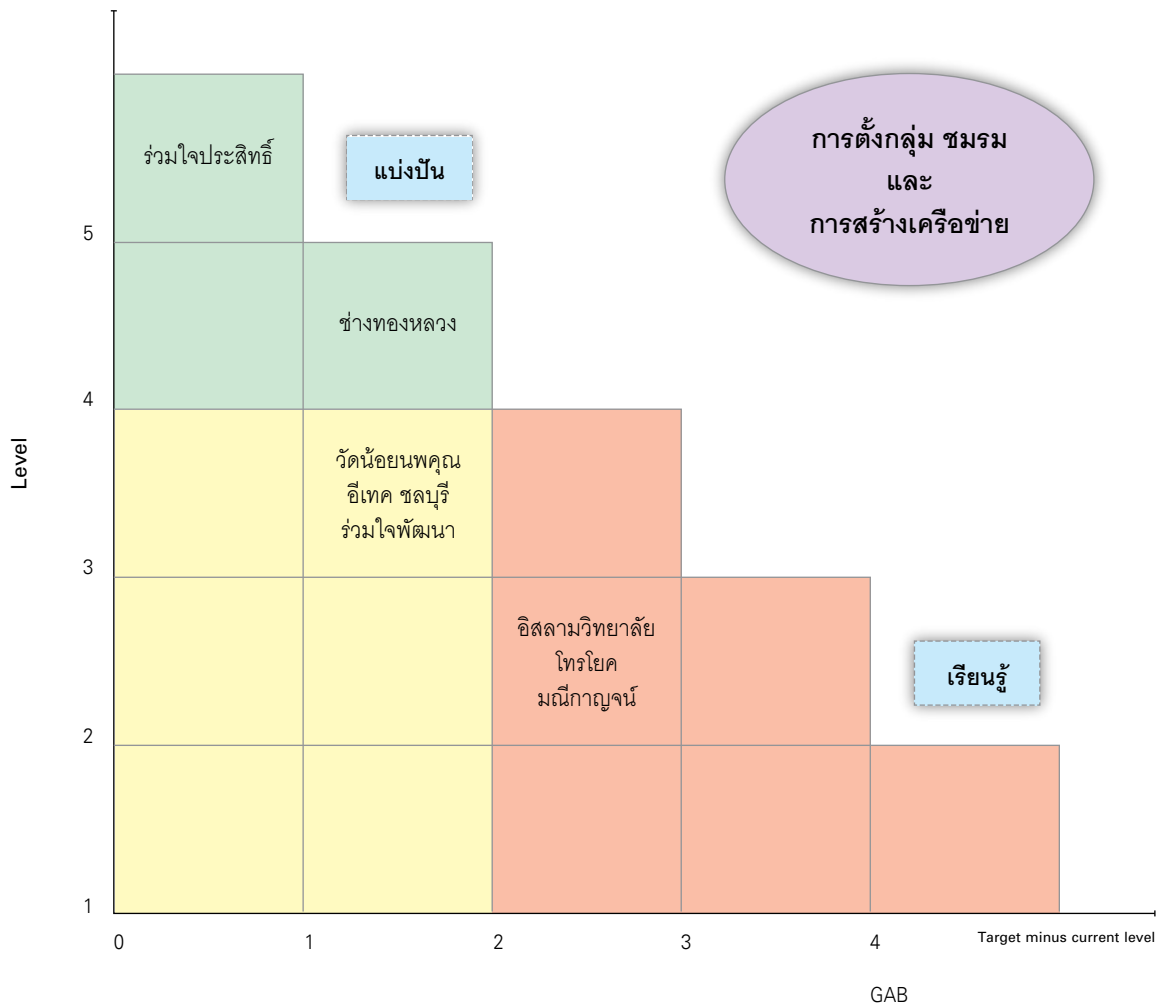 ร่วมใจประสิทธิ์
แบ่งปัน
การตั้งกลุ่ม ชมรม
และ
การสร้างเครือข่าย
5
ช่างทองหลวง
4
Level
วัดน้อยนพคุณ
อีเทค ชลบุรี
ร่วมใจพัฒนา
3
อิสลามวิทยาลัย
โทรโยค
มณีกาญจน์
เรียนรู้
2
1
0
1
2
3
4
Target minus current level
GAB